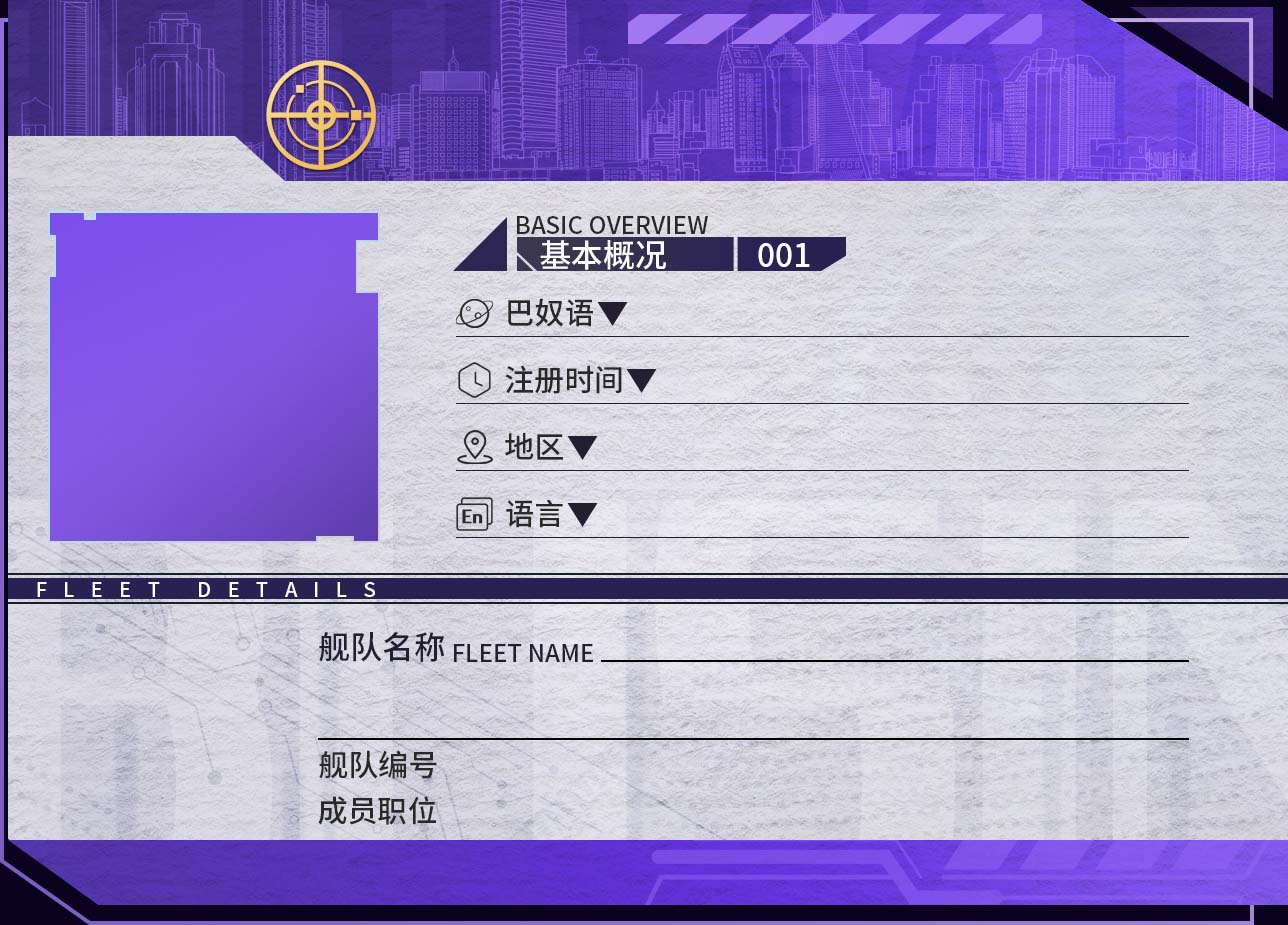 BASIC OVERVIEW
基本概况 001
巴奴语▼
注册时间▼
地区▼
En 语言▼
FLEET DETAILS
舰队名称 FLEET NAME
舰队编号
成员职位